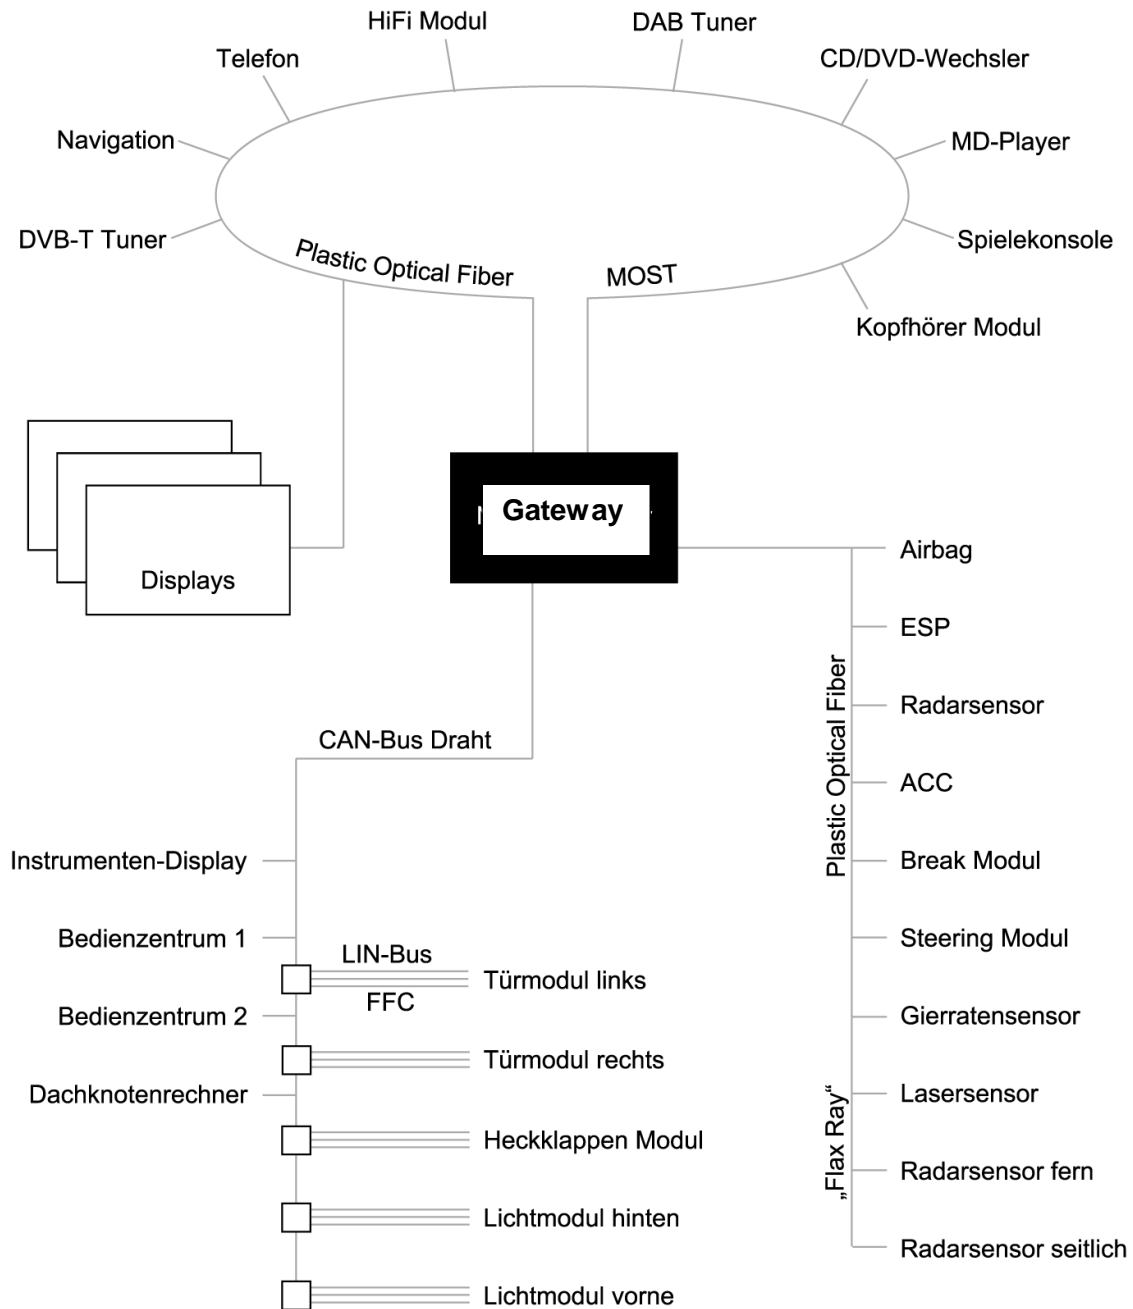 HiFi Modul
DAB Tuner
Telefon
CD/DVD-Wechsler
Navigation
MD-Player
DVB-T Tuner
Spielekonsole
Plastic Optical Fiber
MOST
Kopfhörer Modul
Gateway
Displays
Airbag
ESP
Radarsensor
ACC
Break Modul
Steering Modul
Gierratensensor
Lasersensor
Radarsensor fern
Radarsensor seitlich
Plastic Optical Fiber
„Flax Ray“
CAN-Bus Draht
Instrumenten-Display
Bedienzentrum 1
LIN-Bus
FFC
Türmodul links
Bedienzentrum 2
Türmodul rechts
Dachknotenrechner
Heckklappen Modul
Lichtmodul hinten
Lichtmodul vorne